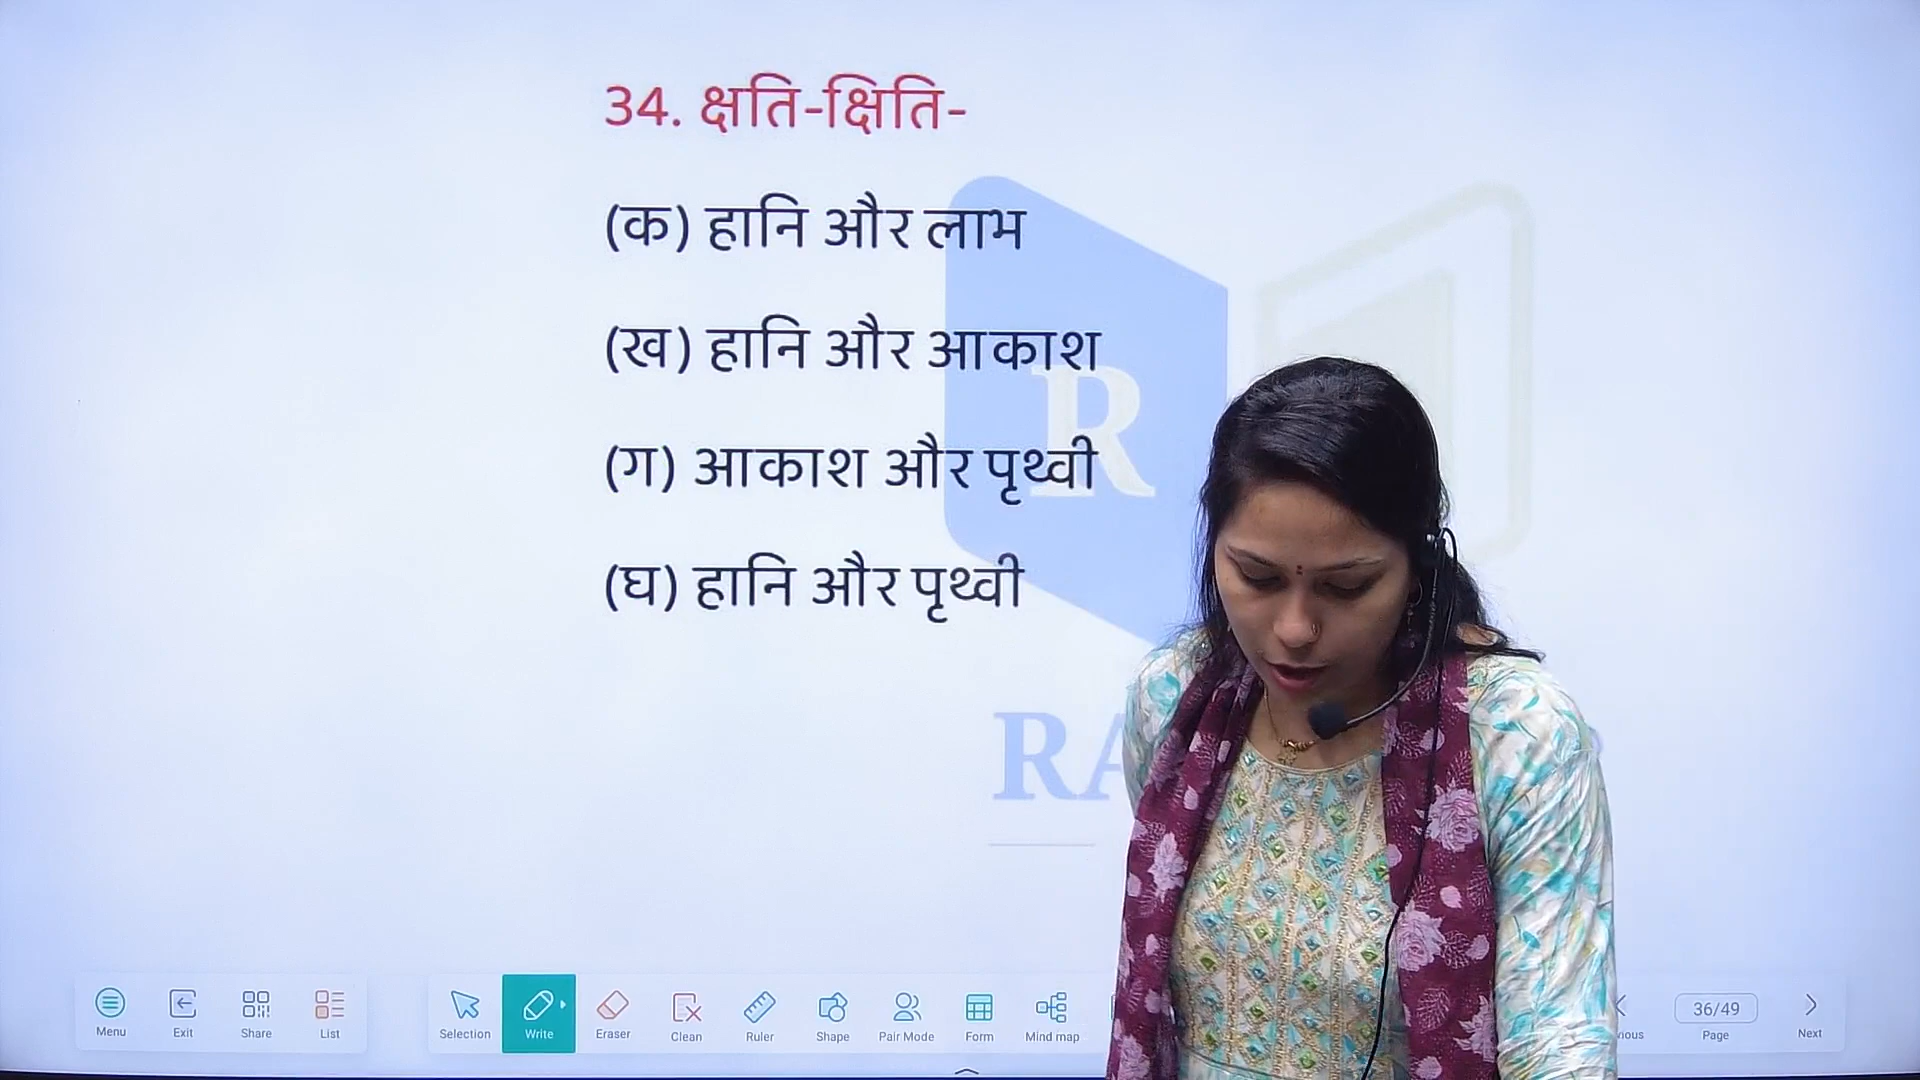 34. क्षति-क्षिति-
(क) हानि और लाभ
(ख) हानि और आकाश
(ग) आकाश और पृथ्वी
(घ) हानि और पृथ्वी
R
RA
Menu Exit Share List Selection Write Eraser Clean Ruler Shape Pair Mode Form Mind map 36/49 Page Next